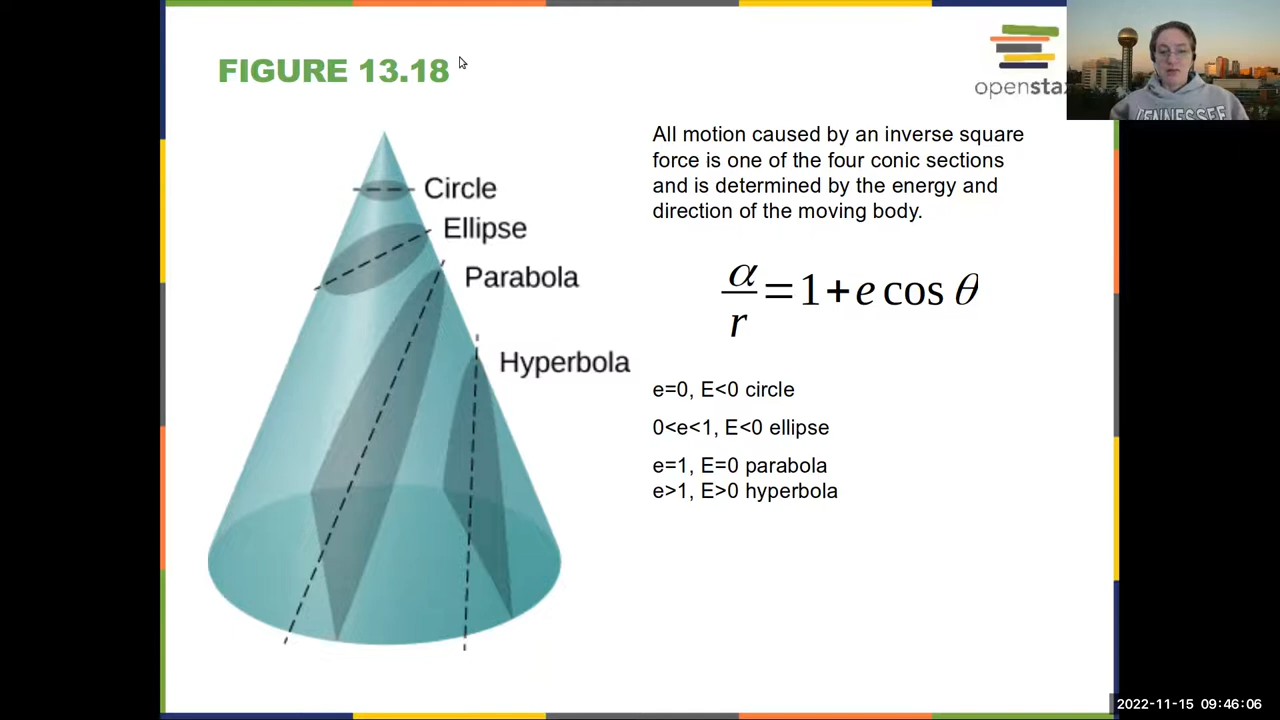 FIGURE 13.18
openstax
TENNESSEE
Circle
Ellipse
Parabola
Hyperbola
All motion caused by an inverse square
force is one of the four conic sections
and is determined by the energy and
direction of the moving body.
α/r = 1 + e cos θ
e=0, E<0 circle
0<e<1, E<0 ellipse
e=1, E=0 parabola
e>1, E>0 hyperbola
2022-11-15 09:46:06